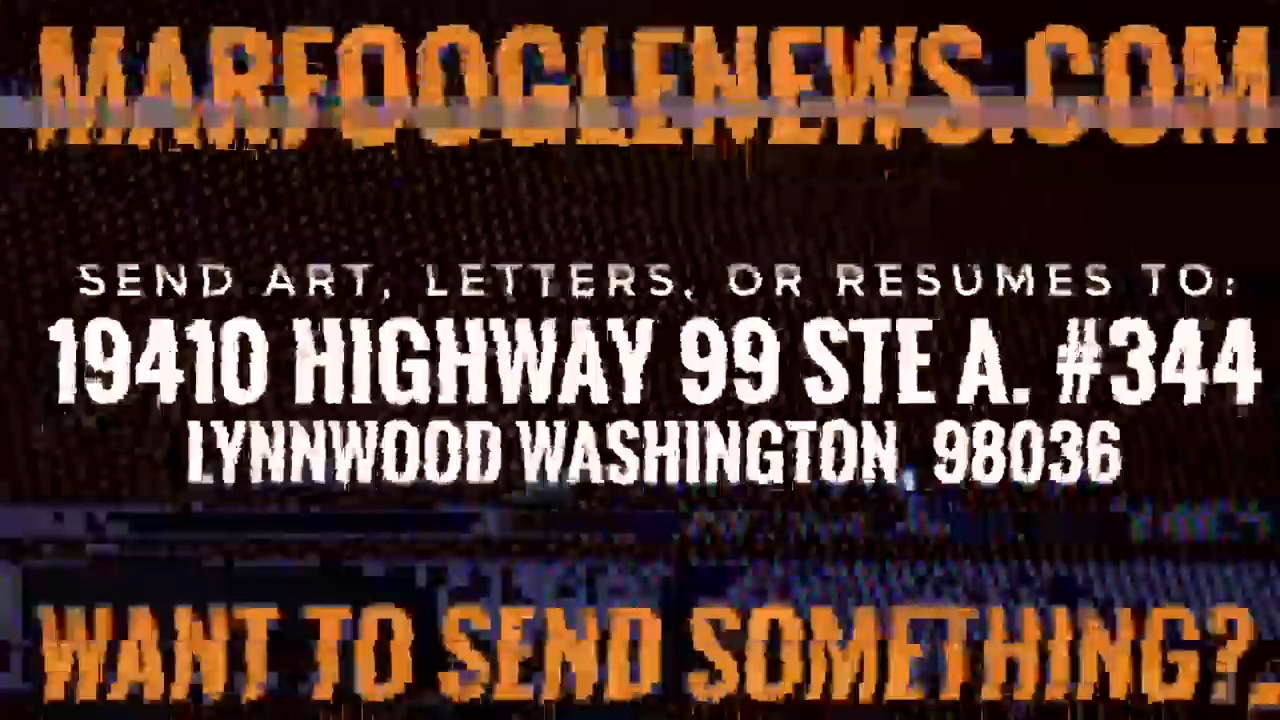 MARFOOGLENEWS.COM
SEND ART, LETTERS, OR RESUMES TO:
19410 HIGHWAY 99 STE A. #344
LYNNWOOD WASHINGTON, 98036
WANT TO SEND SOMETHING?